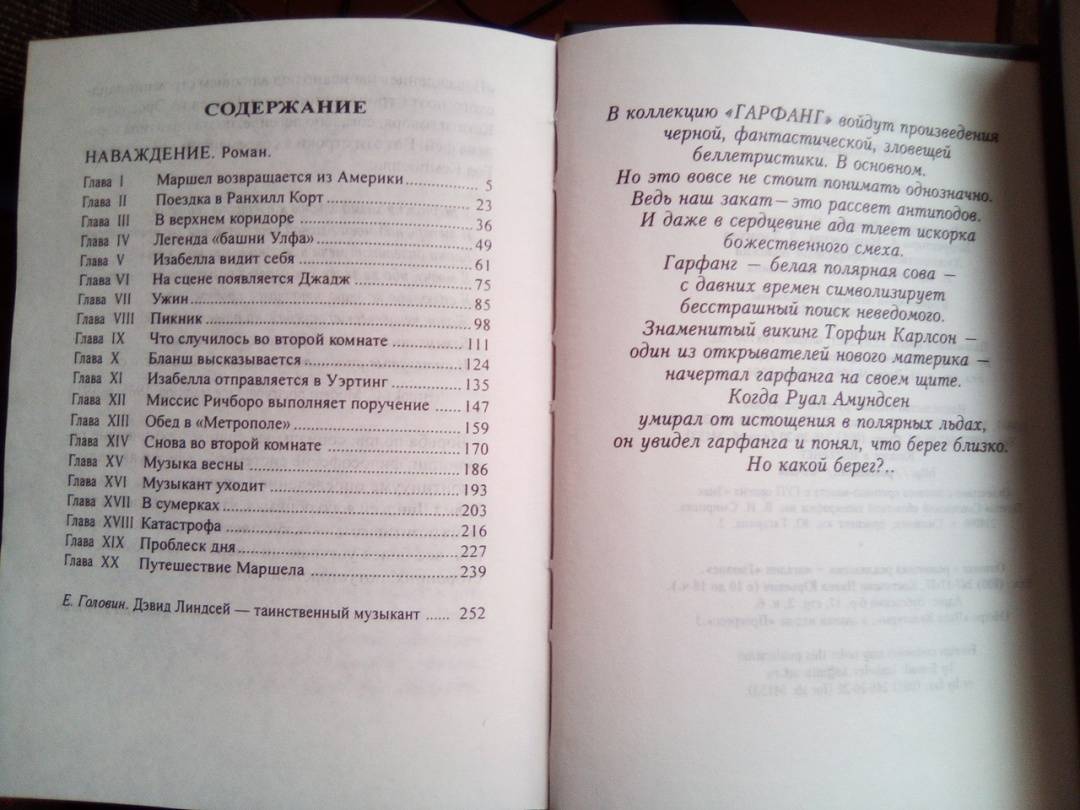 СОДЕРЖАНИЕ
НАВАЖДЕНИЕ. Роман.
Глава I Маршел возвращается из Америки 5
Глава II Поездка в Ранхилл Корт 23
Глава III В верхнем коридоре 36
Глава IV Легенда «башни Улфа» 49
Глава V Изабелла видит себя 61
Глава VI На сцене появляется Джадж 75
Глава VII Ужин 85
Глава VIII Пикник 98
Глава IX Что случилось во второй комнате 111
Глава X Бланш высказывается 124
Глава XI Изабелла отправляется в Уэртинг 135
Глава XII Миссис Ричборо выполняет поручение 147
Глава XIII Обед в «Метрополе» 159
Глава XIV Снова во второй комнате 170
Глава XV Музыка весны 186
Глава XVI Музыкант уходит 193
Глава XVII В сумерках 203
Глава XVIII Катастрофа 216
Глава XIX Проблеск дня 227
Глава XX Путешествие Маршела 239
Е. Головин. Дэвид Линдсей — таинственный музыкант 252
В коллекцию «ГАРФАНГ» войдут произведения
черной, фантастической, зловещей
беллетристики. В основном.
Но это вовсе не стоит понимать однозначно.
Ведь наш закат — это рассвет антиподов.
И даже в сердцевине ада тлеет искорка
божественного смеха.
Гарфанг — белая полярная сова —
с давних времен символизирует
бесстрашный поиск неведомого.
Знаменитый викинг Торфин Карлсон —
один из открывателей нового материка —
начертал гарфанга на своем щите.
Когда Руал Амундсен
умирал от истощения в полярных льдах,
он увидел гарфанга и понял, что берег близко.
Но какой берег?..